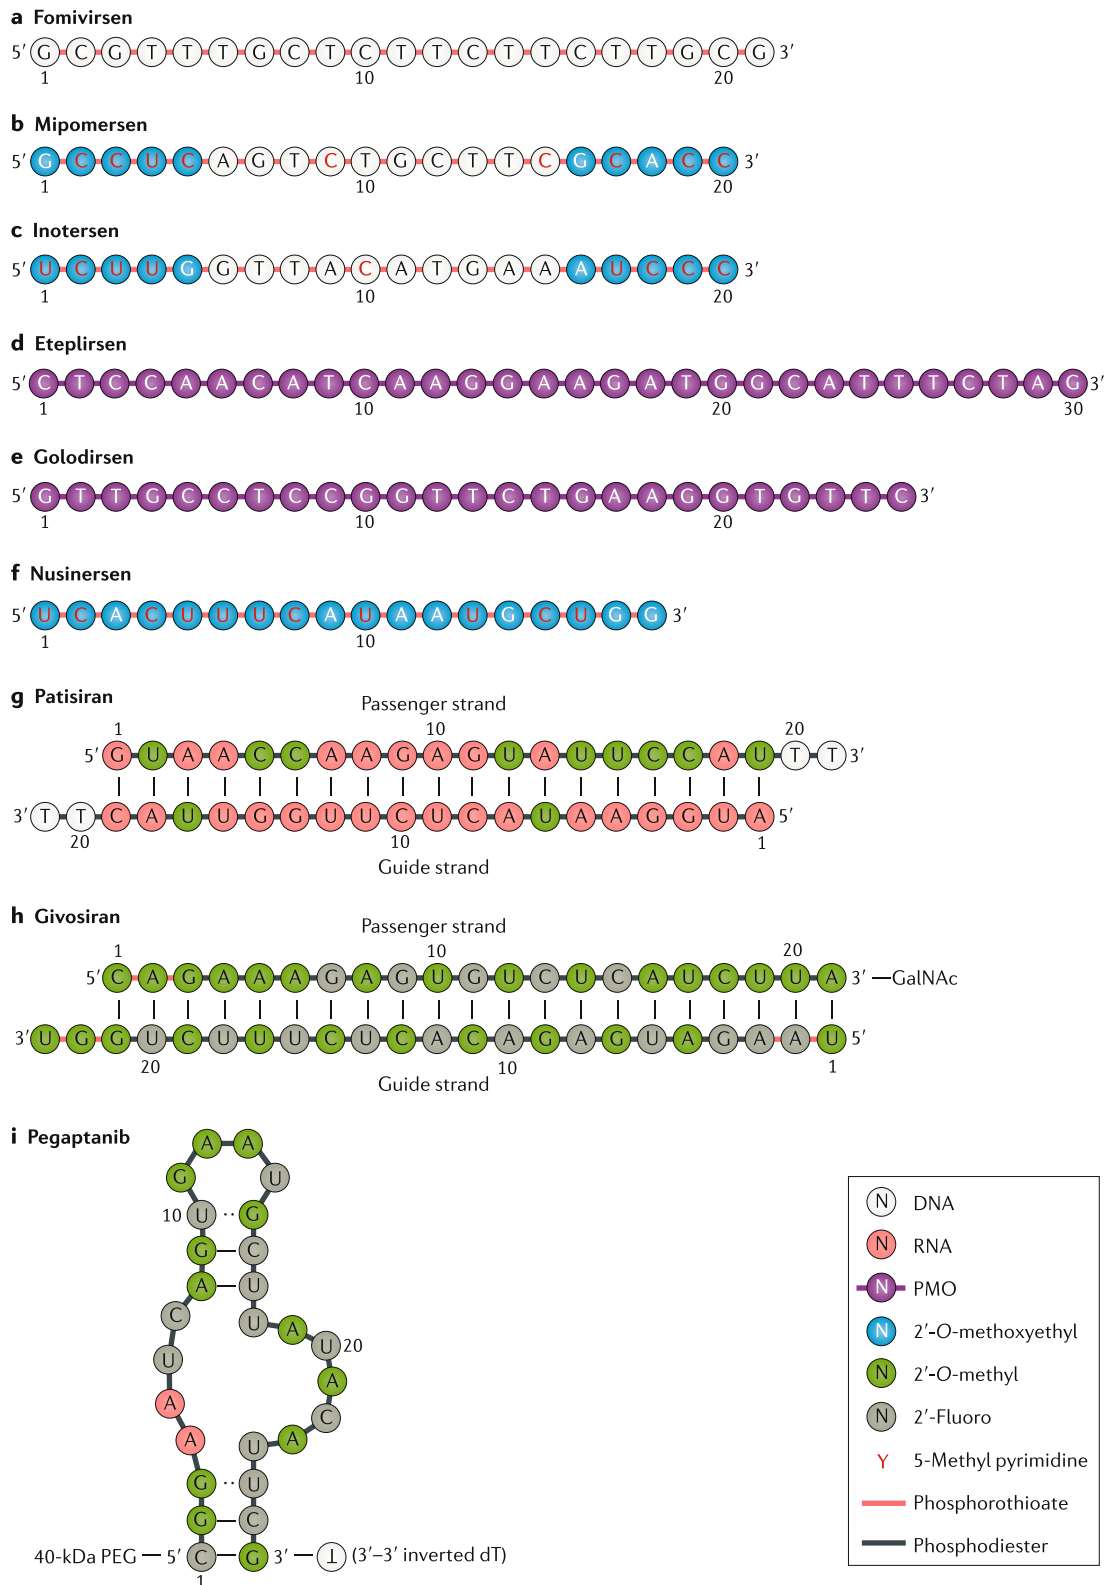 a Fomivirsen
5′ G C G T T T G C T C T T C T T C T T G C G 3′
1 10 20
b Mipomersen
5′ G C C U C A G T C T G C T T C G C A C C 3′
1 10 20
c Inotersen
5′ U C U U G G T T A C A T G A A A U C C C 3′
1 10 20
d Eteplirsen
5′ C T C C A A C A T C A A G G A A G A T G G C A T T T C T A G 3′
1 10 20 30
e Golodirsen
5′ G T T G C C T C C G G T T C T G A A G G T G T T C 3′
1 10 20
f Nusinersen
5′ U C A C U U U C A U A A U G C U G G 3′
1 10
g Patisiran
Passenger strand
1 10 20
5′ G U A A C C A A G A G U A U U C C A U T T 3′
3′ T T C A U U G G U U C U C A U A A G G U A 5′
20 10 1
Guide strand
h Givosiran
Passenger strand
1 10 20
5′ C A G A A A G A G U G U C U C A U C U U A 3′ GalNAc
3′ U G G U C U U U C U C A C A G A G U A G A A U 5′
20 10 1
Guide strand
i Pegaptanib
A A
G U
10 U G
G C
A U
C U A
U U 20
A A
A C
U A
G U
G C
40-kDa PEG 5′ C G 3′ T (3′–3′ inverted dT)
1
N DNA
N RNA
N PMO
N 2′-O-methoxyethyl
N 2′-O-methyl
N 2′-Fluoro
Y 5-Methyl pyrimidine
Phosphorothioate
Phosphodiester